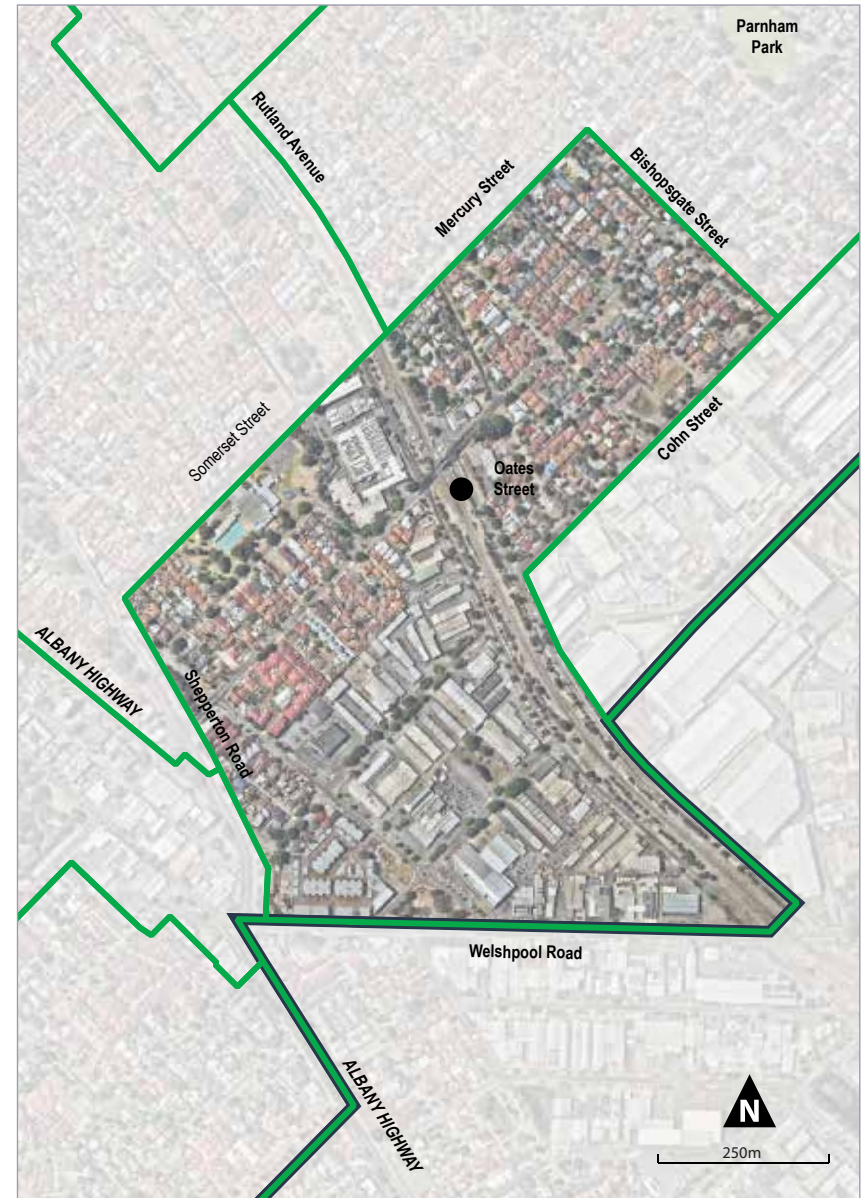 Parnham
Park
Rutland Avenue
Mercury Street
Bishopsgate Street
Somerset Street
Cohn Street
Oates
Street
ALBANY HIGHWAY
Shepperton Road
Welshpool Road
ALBANY HIGHWAY
N
250m